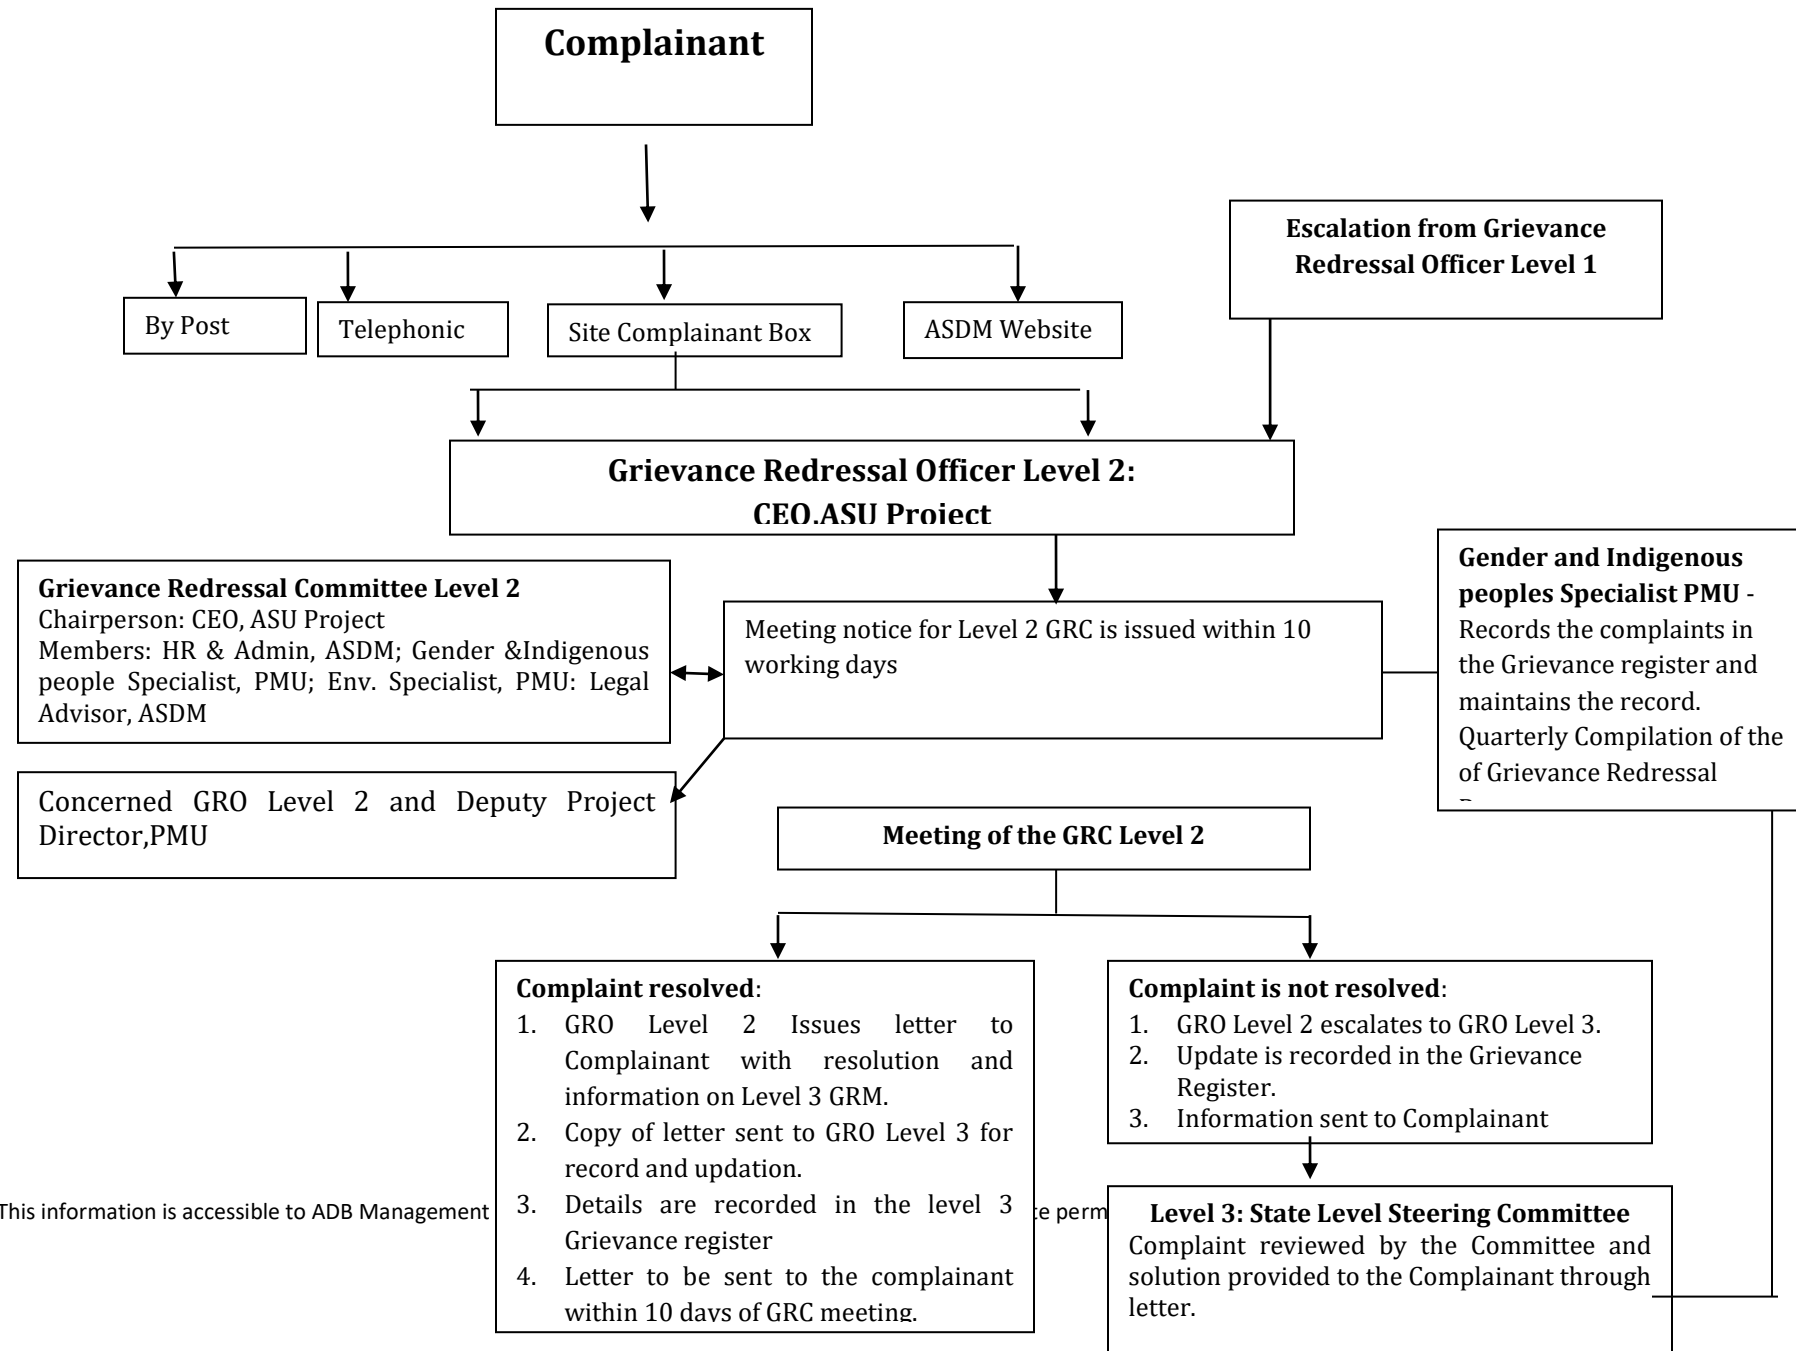 Complainant
Escalation from Grievance
Redressal Officer Level 1
By Post
Telephonic
Site Complainant Box
ASDM Website
Grievance Redressal Officer Level 2:
CEO.ASU Project
Grievance Redressal Committee Level 2
Chairperson: CEO, ASU Project
Members: HR & Admin, ASDM; Gender &Indigenous
people Specialist, PMU; Env. Specialist, PMU: Legal
Advisor, ASDM
Meeting notice for Level 2 GRC is issued within 10
working days
Gender and Indigenous
peoples Specialist PMU -
Records the complaints in
the Grievance register and
maintains the record.
Quarterly Compilation of the
of Grievance Redressal
Concerned GRO Level 2 and Deputy Project
Director,PMU
Meeting of the GRC Level 2
Complaint resolved:
1. GRO Level 2 Issues letter to
Complainant with resolution and
information on Level 3 GRM.
2. Copy of letter sent to GRO Level 3 for
record and updation.
3. Details are recorded in the level 3
Grievance register
4. Letter to be sent to the complainant
within 10 days of GRC meeting.
Complaint is not resolved:
1. GRO Level 2 escalates to GRO Level 3.
2. Update is recorded in the Grievance
Register.
3. Information sent to Complainant
Level 3: State Level Steering Committee
Complaint reviewed by the Committee and
solution provided to the Complainant through
letter.
This information is accessible to ADB Management